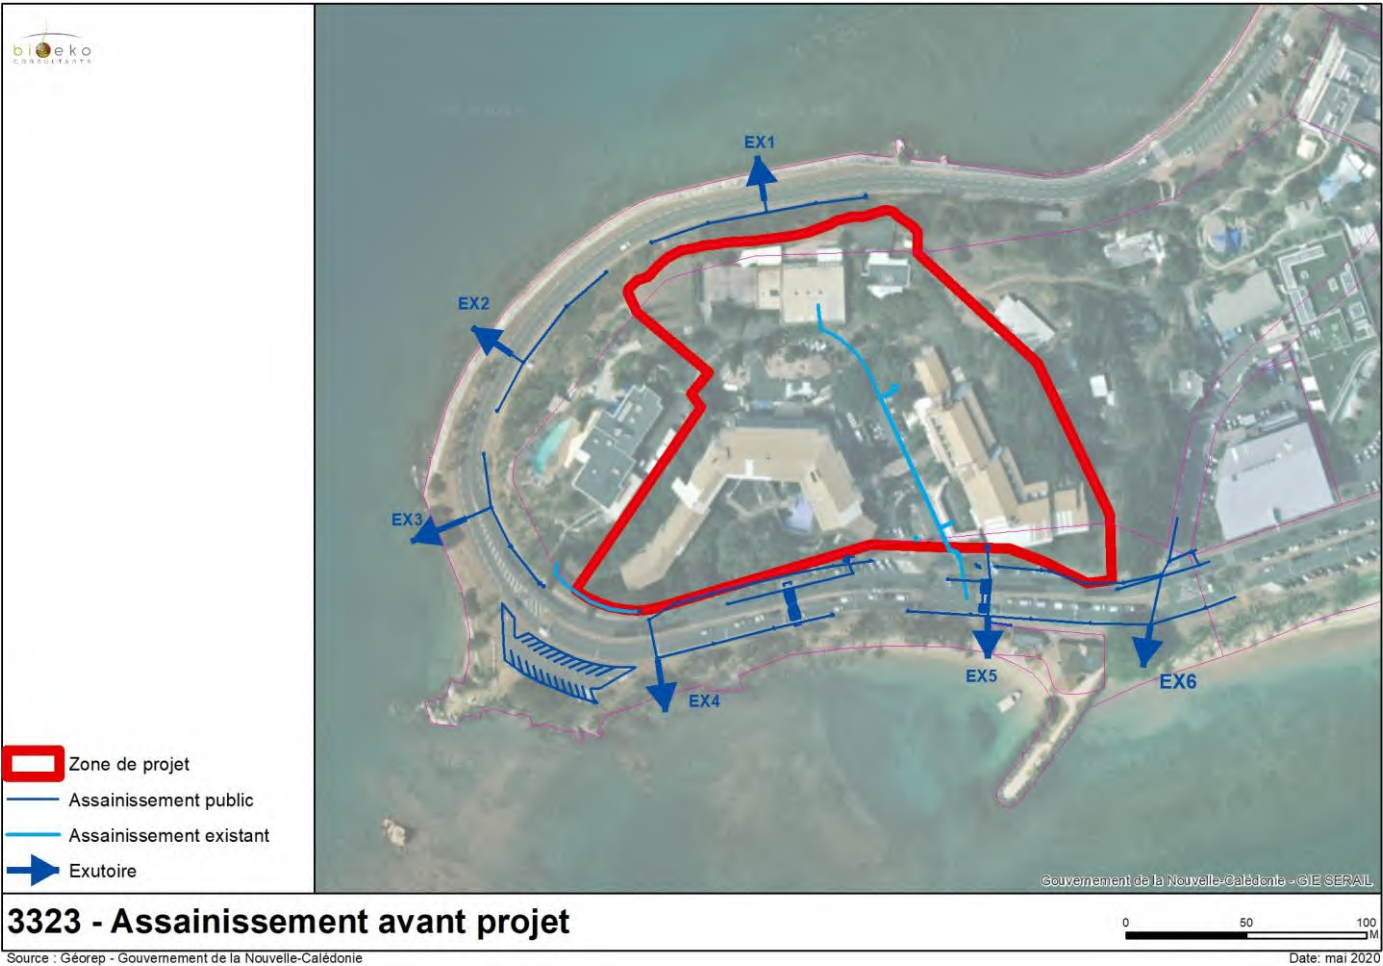 bioeko
CONSULTANTS
EX1
EX2
EX3
EX4
EX5
EX6
Zone de projet
Assainissement public
Assainissement existant
Exutoire
Gouvernement de la Nouvelle-Calédonie - GIE SERAIL
3323 - Assainissement avant projet
0 50 100
M
Source : Géorep - Gouvernement de la Nouvelle-Calédonie
Date: mai 2020